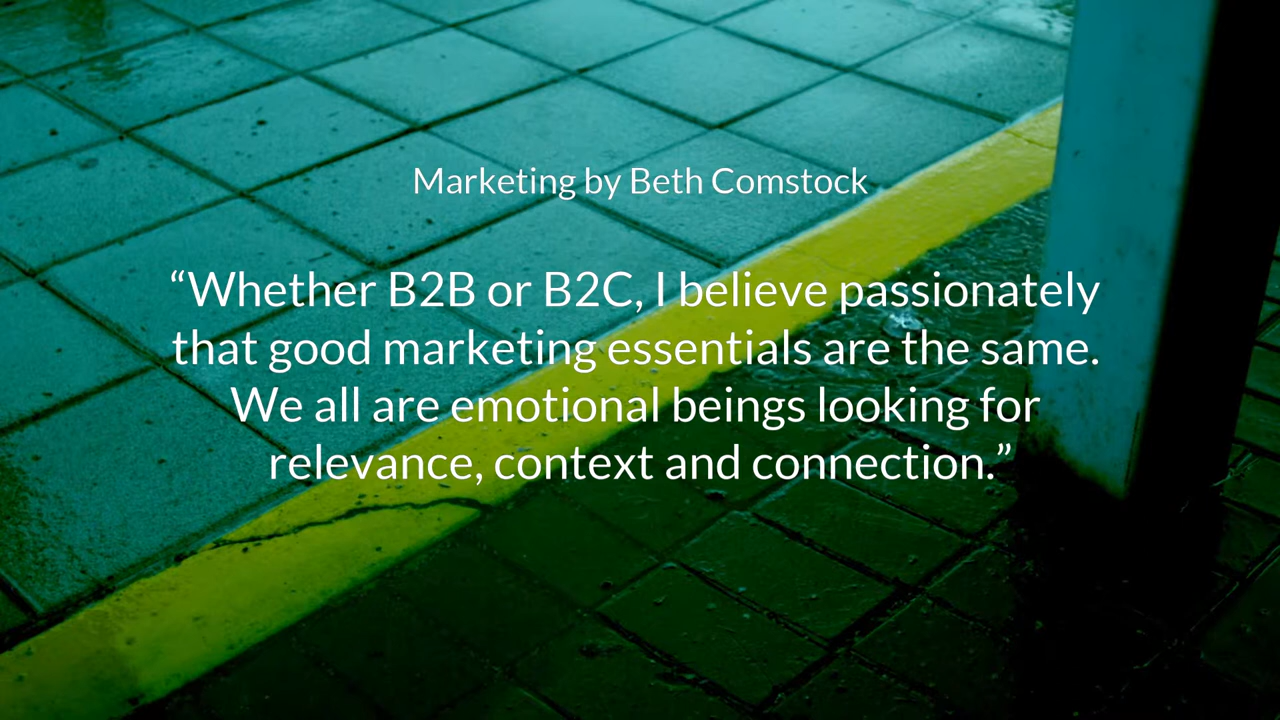 Marketing by Beth Comstock
“Whether B2B or B2C, I believe passionately
that good marketing essentials are the same.
We all are emotional beings looking for
relevance, context and connection.”